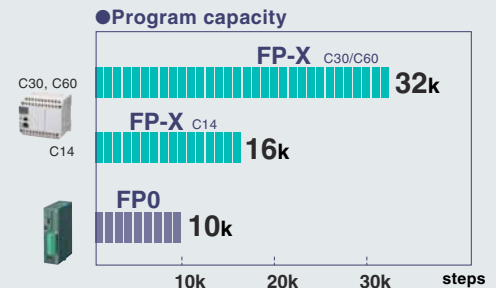 ●Program capacity
FP-X C30/C60
C30, C60
32k
FP-X C14
C14
16k
FP0
10k
10k 20k 30k steps